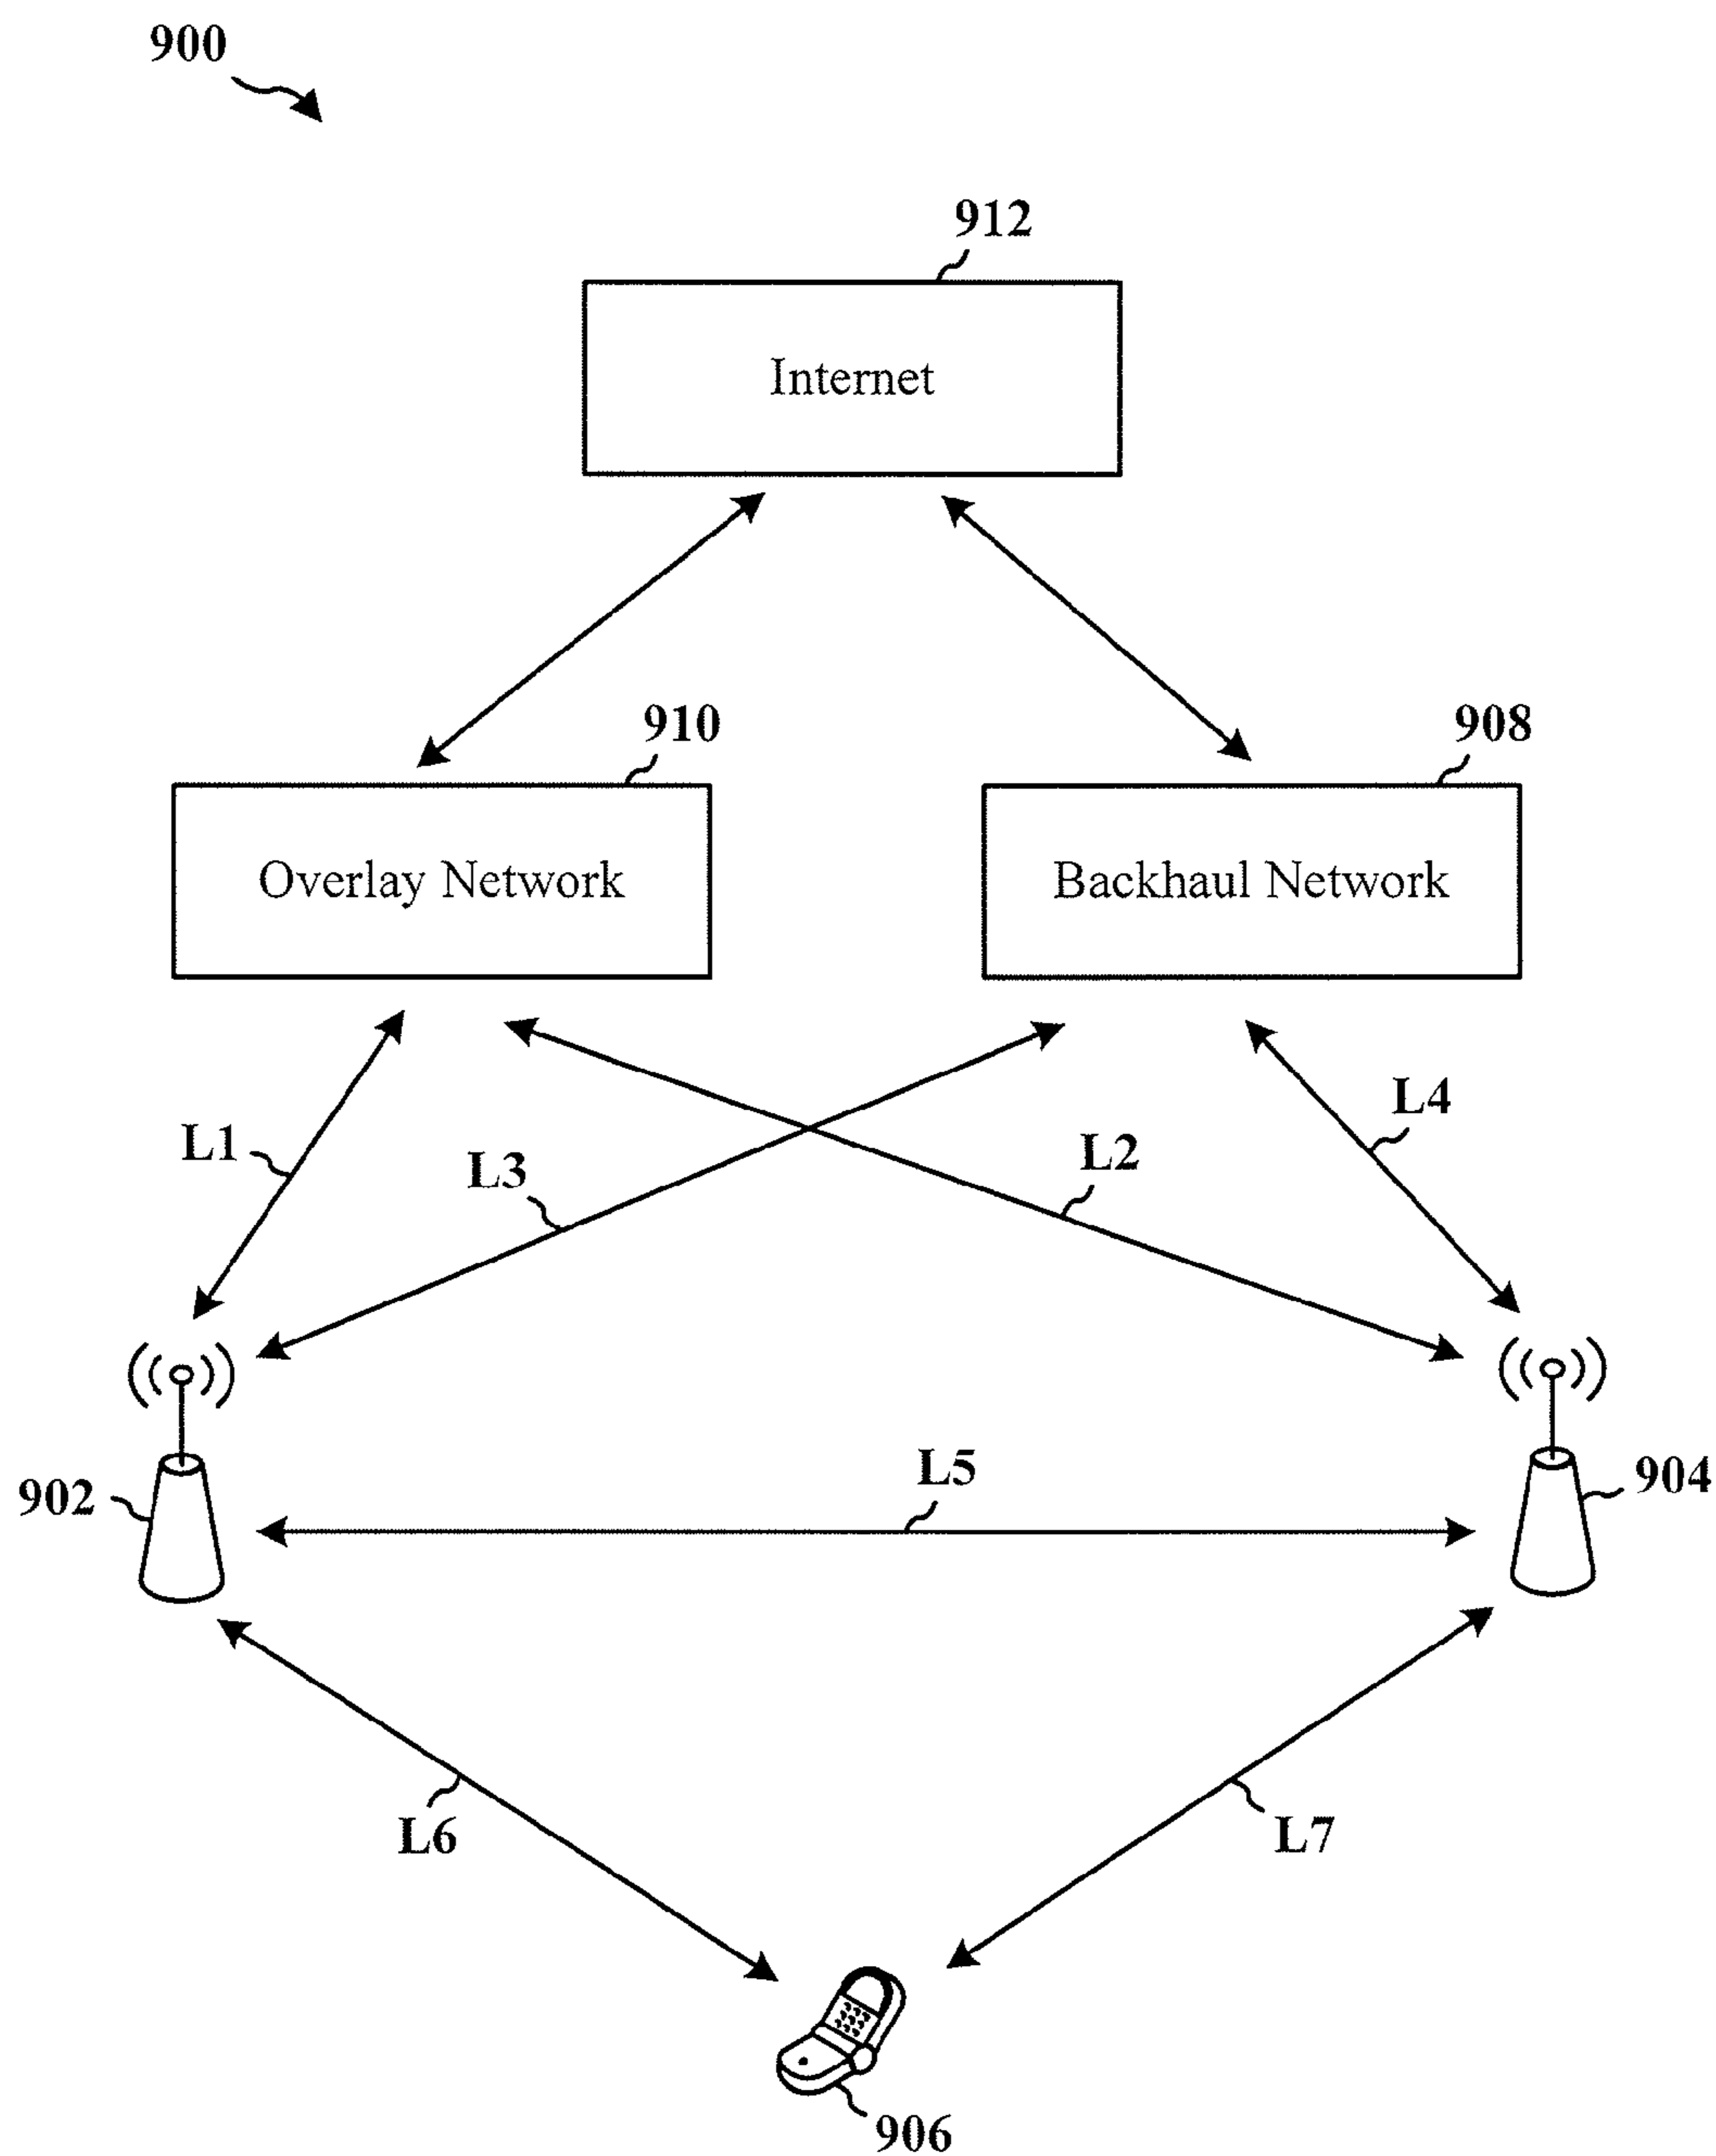 900
912
Internet
910
908
Overlay Network
Backhaul Network
L1
L3
L2
L4
902
L5
904
L6
L7
906